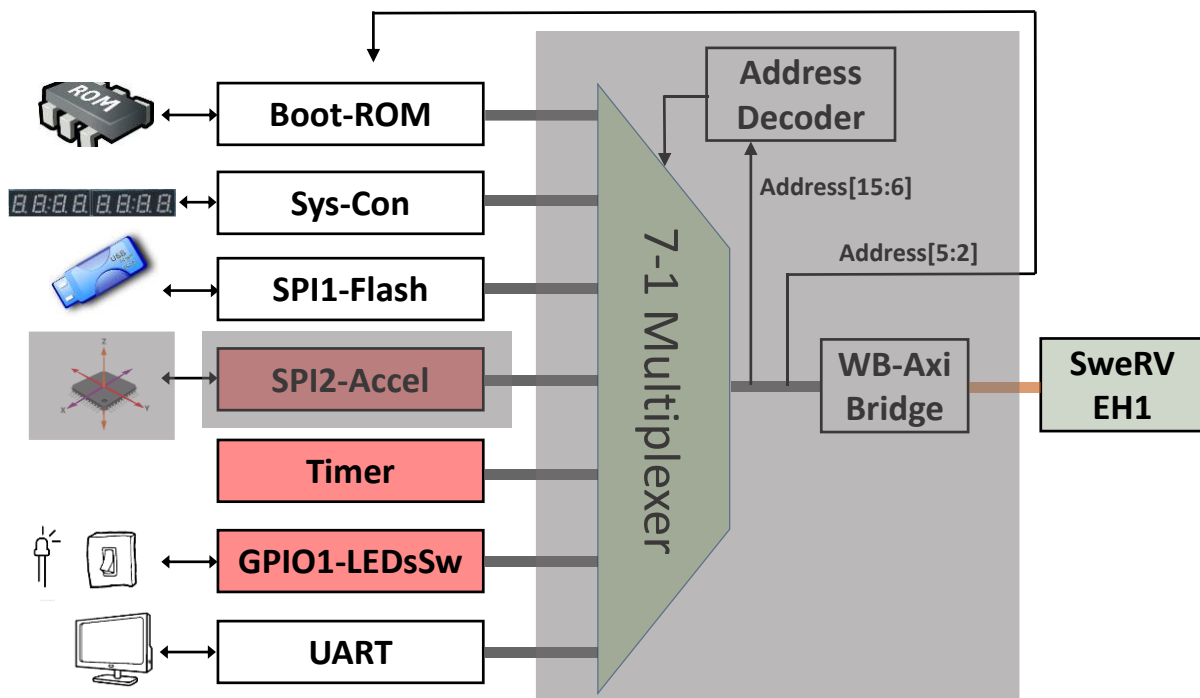 ROM
Boot-ROM
Address
Decoder
Address[15:6]
Sys-Con
Address[5:2]
USB
SPI1-Flash
7-1 Multiplexer
Z
X
Y
SPI2-Accel
WB-Axi
Bridge
SweRV
EH1
Timer
GPIO1-LEDsSw
UART